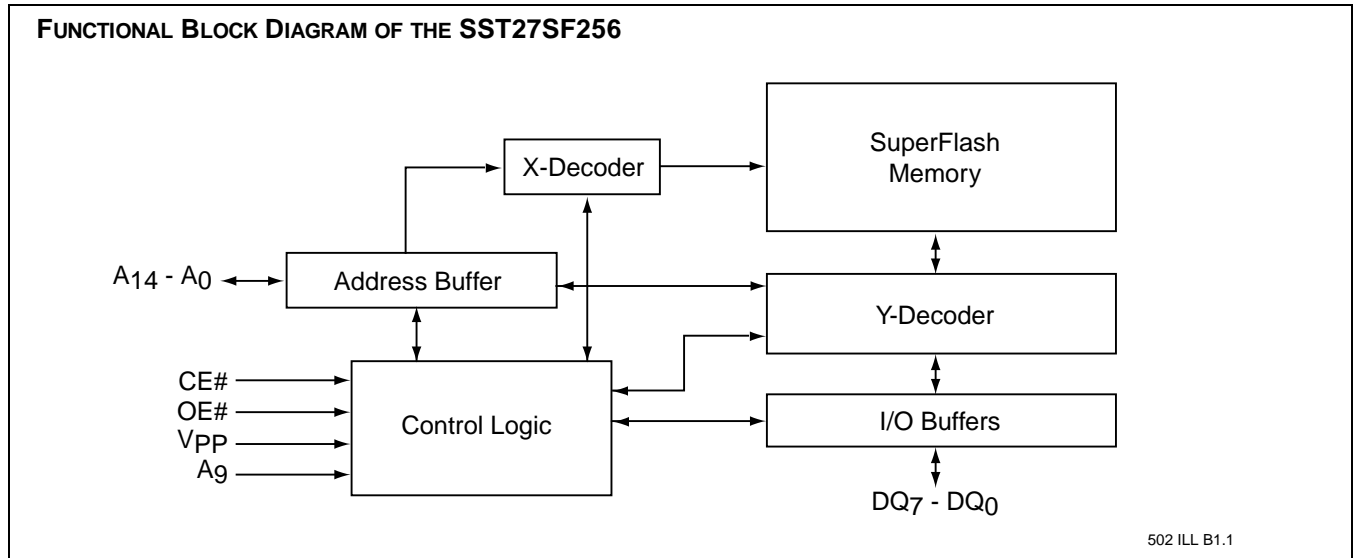 FUNCTIONAL BLOCK DIAGRAM OF THE SST27SF256
X-Decoder
SuperFlash
Memory
A14 - A0
Address Buffer
Y-Decoder
CE#
OE#
VPP
A9
Control Logic
I/O Buffers
DQ7 - DQ0
502 ILL B1.1